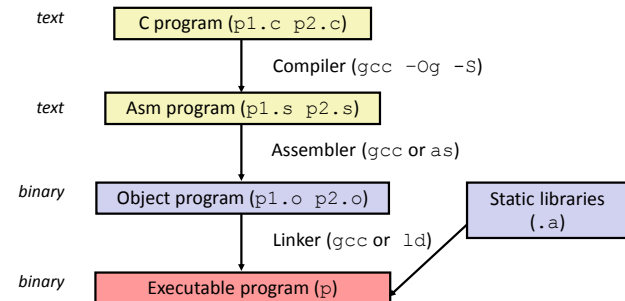 text
C program (p1.c p2.c)
Compiler (gcc –Og -S)
text
Asm program (p1.s p2.s)
Assembler (gcc or as)
binary
Object program (p1.o p2.o)
Static libraries
(.a)
Linker (gcc or ld)
binary
Executable program (p)